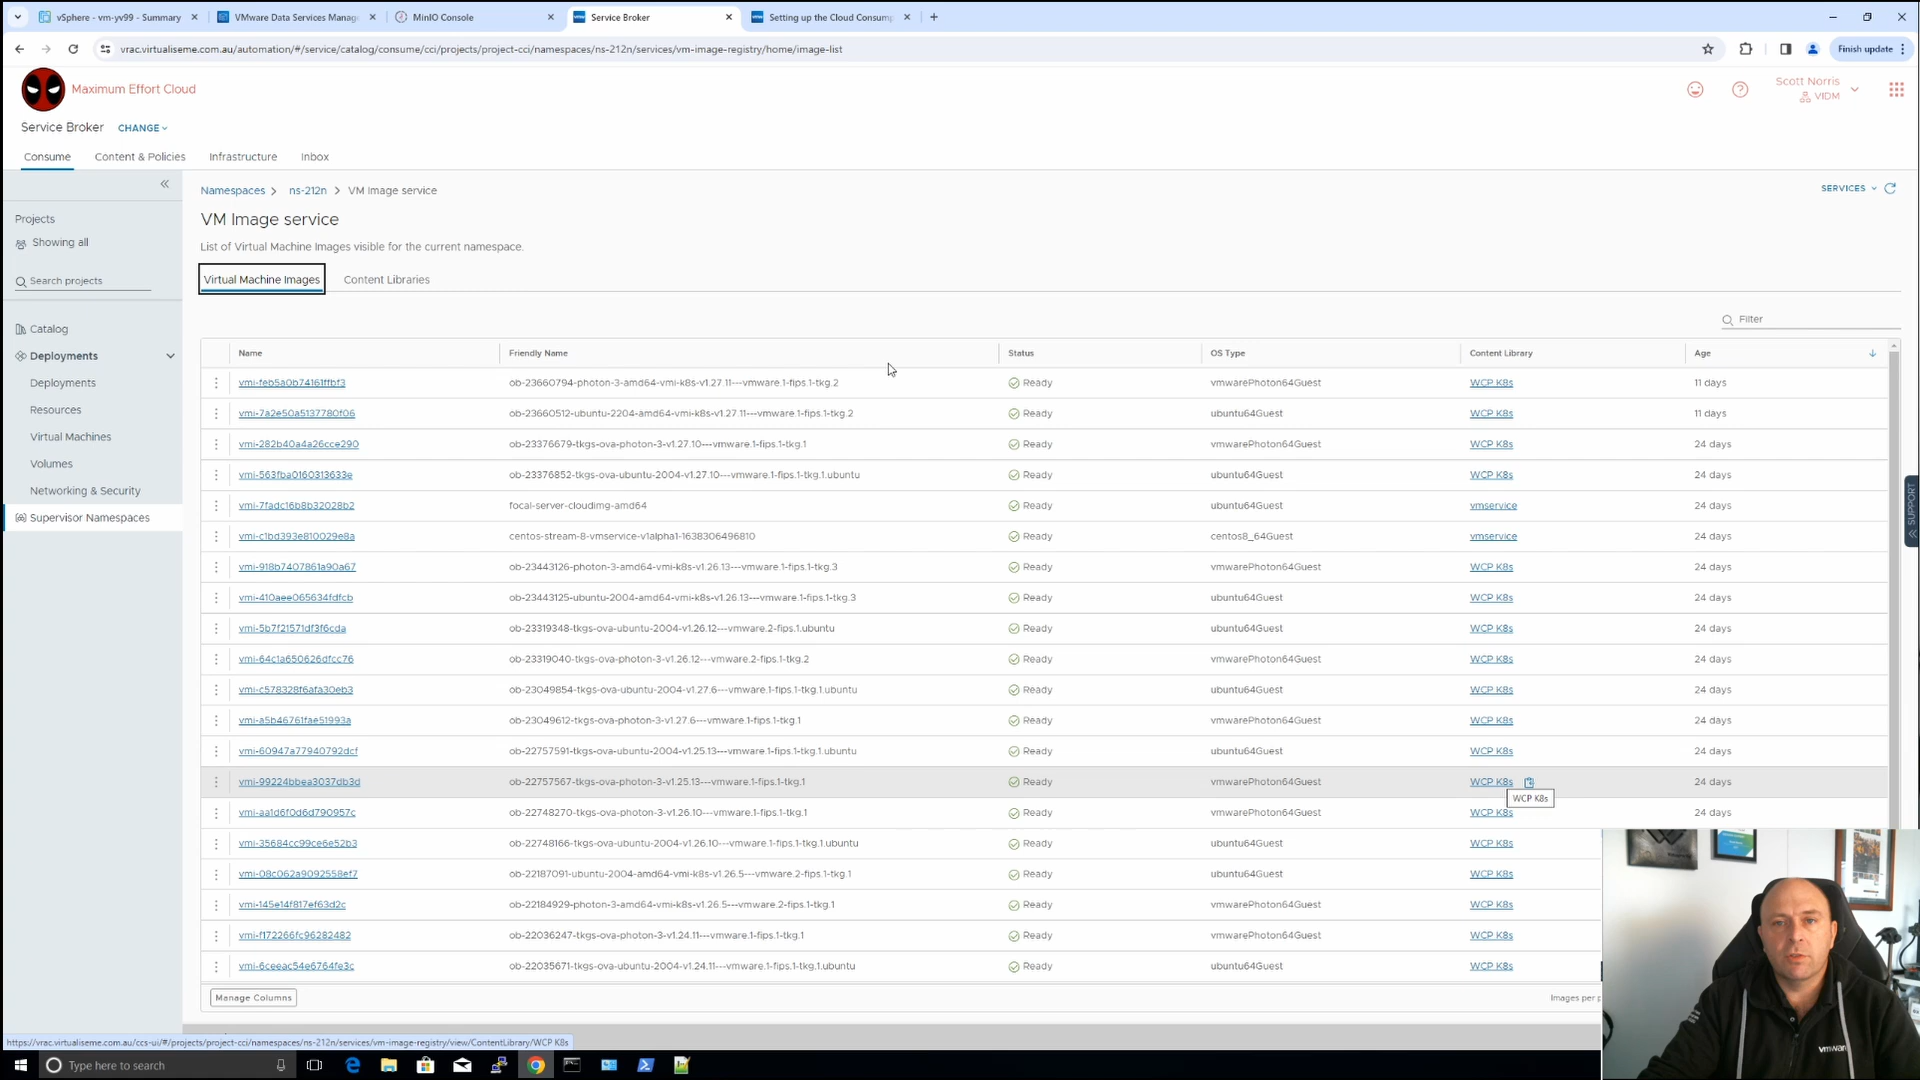 vSphere - vm-yv99 - Summary
VMware Data Services Manage
MinIO Console
Service Broker
Setting up the Cloud Consump
vrac.virtualiseme.com.au/automation/#/service/catalog/consume/cci/projects/project-cci/namespaces/ns-212n/services/vm-image-registry/home/image-list
Finish update
Maximum Effort Cloud
Scott Norris
VIDM
Service Broker
CHANGE
Consume
Content & Policies
Infrastructure
Inbox
Projects
Showing all
Search projects
Catalog
Deployments
Deployments
Resources
Virtual Machines
Volumes
Networking & Security
Supervisor Namespaces
Namespaces > ns-212n > VM Image service
SERVICES
VM Image service
List of Virtual Machine Images visible for the current namespace.
Virtual Machine Images
Content Libraries
Filter
Name Friendly Name Status OS Type Content Library Age
vmi-feb5a0b74161ffbf3 ob-23660794-photon-3-amd64-vmi-k8s-v1.27.11---vmware.1-fips.1-tkg.2 Ready vmwarePhoton64Guest WCP K8s 11 days
vmi-7a2e50a5137780f06 ob-23660512-ubuntu-2204-amd64-vmi-k8s-v1.27.11---vmware.1-fips.1-tkg.2 Ready ubuntu64Guest WCP K8s 11 days
vmi-282b40a4a26cce290 ob-23376679-tkgs-ova-photon-3-v1.27.10---vmware.1-fips.1-tkg.1 Ready vmwarePhoton64Guest WCP K8s 24 days
vmi-563fba0160313633e ob-23376852-tkgs-ova-ubuntu-2004-v1.27.10---vmware.1-fips.1-tkg.1.ubuntu Ready ubuntu64Guest WCP K8s 24 days
vmi-7fadc16b8b32028b2 focal-server-cloudimg-amd64 Ready ubuntu64Guest vmservice 24 days
vmi-c1bd393e810029e8a centos-stream-8-vmservice-v1alpha1-1638306496810 Ready centos8_64Guest vmservice 24 days
vmi-918b7407861a90a67 ob-23443126-photon-3-amd64-vmi-k8s-v1.26.13---vmware.1-fips.1-tkg.3 Ready vmwarePhoton64Guest WCP K8s 24 days
vmi-410aee065634fdfcb ob-23443125-ubuntu-2004-amd64-vmi-k8s-v1.26.13---vmware.1-fips.1-tkg.3 Ready ubuntu64Guest WCP K8s 24 days
vmi-5b7f21571df3f6cda ob-23319348-tkgs-ova-ubuntu-2004-v1.26.12---vmware.2-fips.1.ubuntu Ready ubuntu64Guest WCP K8s 24 days
vmi-64c1a650626dfcc76 ob-23319040-tkgs-ova-photon-3-v1.26.12---vmware.2-fips.1-tkg.2 Ready vmwarePhoton64Guest WCP K8s 24 days
vmi-c578328f6afa30eb3 ob-23049854-tkgs-ova-ubuntu-2004-v1.27.6---vmware.1-fips.1-tkg.1.ubuntu Ready ubuntu64Guest WCP K8s 24 days
vmi-a5b46761fae51993a ob-23049612-tkgs-ova-photon-3-v1.27.6---vmware.1-fips.1-tkg.1 Ready vmwarePhoton64Guest WCP K8s 24 days
vmi-60947a77940792dcf ob-22757591-tkgs-ova-ubuntu-2004-v1.25.13---vmware.1-fips.1-tkg.1.ubuntu Ready ubuntu64Guest WCP K8s 24 days
vmi-99224bbea3037db3d ob-22757567-tkgs-ova-photon-3-v1.25.13---vmware.1-fips.1-tkg.1 Ready vmwarePhoton64Guest WCP K8s 24 days
WCP K8s
vmi-aa1d6f0d6d790957c ob-22748270-tkgs-ova-photon-3-v1.26.10---vmware.1-fips.1-tkg.1 Ready vmwarePhoton64Guest WCP K8s 24 days
vmi-35684cc99ce6e52b3 ob-22748166-tkgs-ova-ubuntu-2004-v1.26.10---vmware.1-fips.1-tkg.1.ubuntu Ready ubuntu64Guest WCP K8s
vmi-08c062a9092558ef7 ob-22187091-ubuntu-2004-amd64-vmi-k8s-v1.26.5---vmware.2-fips.1-tkg.1 Ready ubuntu64Guest WCP K8s
vmi-145e14f817ef63d2c ob-22184929-photon-3-amd64-vmi-k8s-v1.26.5---vmware.2-fips.1-tkg.1 Ready vmwarePhoton64Guest WCP K8s
vmi-f172266fc96282482 ob-22036247-tkgs-ova-photon-3-v1.24.11---vmware.1-fips.1-tkg.1 Ready vmwarePhoton64Guest WCP K8s
vmi-6ceeac54e6764fe3c ob-22035671-tkgs-ova-ubuntu-2004-v1.24.11---vmware.1-fips.1-tkg.1.ubuntu Ready ubuntu64Guest WCP K8s
Manage Columns
Images per p
SUPPORT
https://vrac.virtualiseme.com.au/ccs-ui/#/projects/project-cci/namespaces/ns-212n/services/vm-image-registry/view/ContentLibrary/WCP K8s
Type here to search
vmware